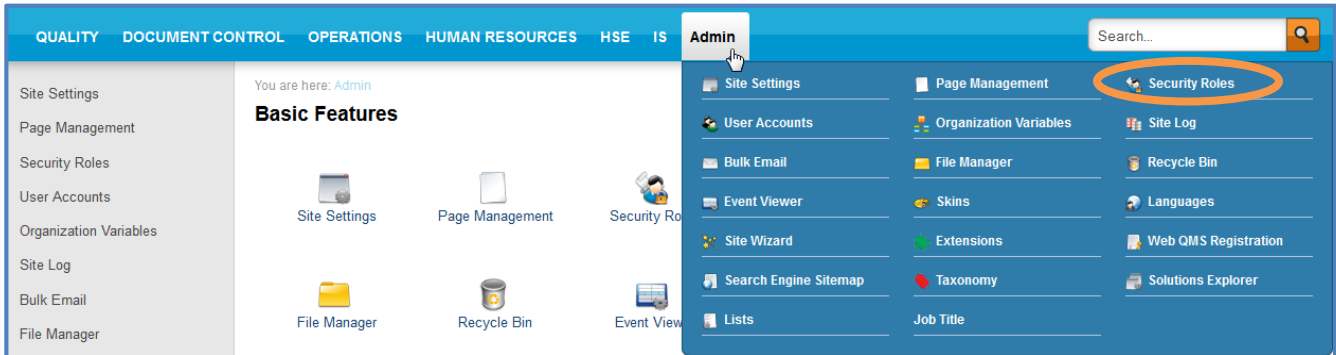 QUALITY DOCUMENT CONTROL OPERATIONS HUMAN RESOURCES HSE IS Admin Search...
Site Settings
Page Management
Security Roles
User Accounts
Organization Variables
Site Log
Bulk Email
File Manager
You are here: Admin
Basic Features
Site Settings Page Management Security Ro
File Manager Recycle Bin Event View
Site Settings Page Management Security Roles
User Accounts Organization Variables Site Log
Bulk Email File Manager Recycle Bin
Event Viewer Skins Languages
Site Wizard Extensions Web QMS Registration
Search Engine Sitemap Taxonomy Solutions Explorer
Lists Job Title